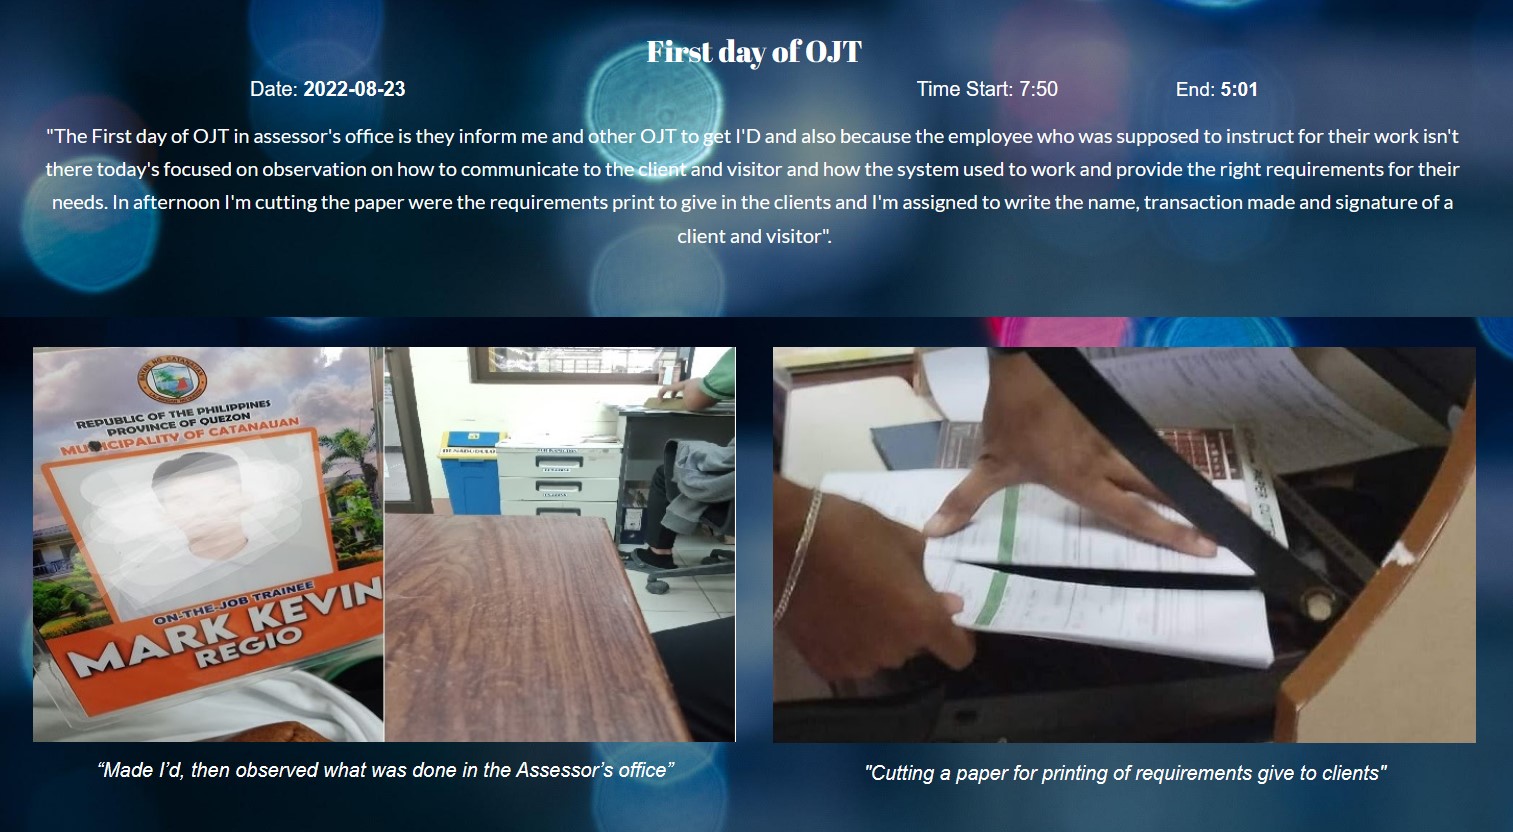 First day of OJT
Date: 2022-08-23 Time Start: 7:50 End: 5:01
"The First day of OJT in assessor's office is they inform me and other OJT to get I'D and also because the employee who was supposed to instruct for their work isn't
there today's focused on observation on how to communicate to the client and visitor and how the system used to work and provide the right requirements for their
needs. In afternoon I'm cutting the paper were the requirements print to give in the clients and I'm assigned to write the name, transaction made and signature of a
client and visitor".
REPUBLIC OF THE PHILIPPINES
PROVINCE OF QUEZON
MUNICIPALITY OF CATANAUAN
ON-THE-JOB TRAINEE
MARK KEVIN
REGIO
“Made I’d, then observed what was done in the Assessor’s office”
"Cutting a paper for printing of requirements give to clients"